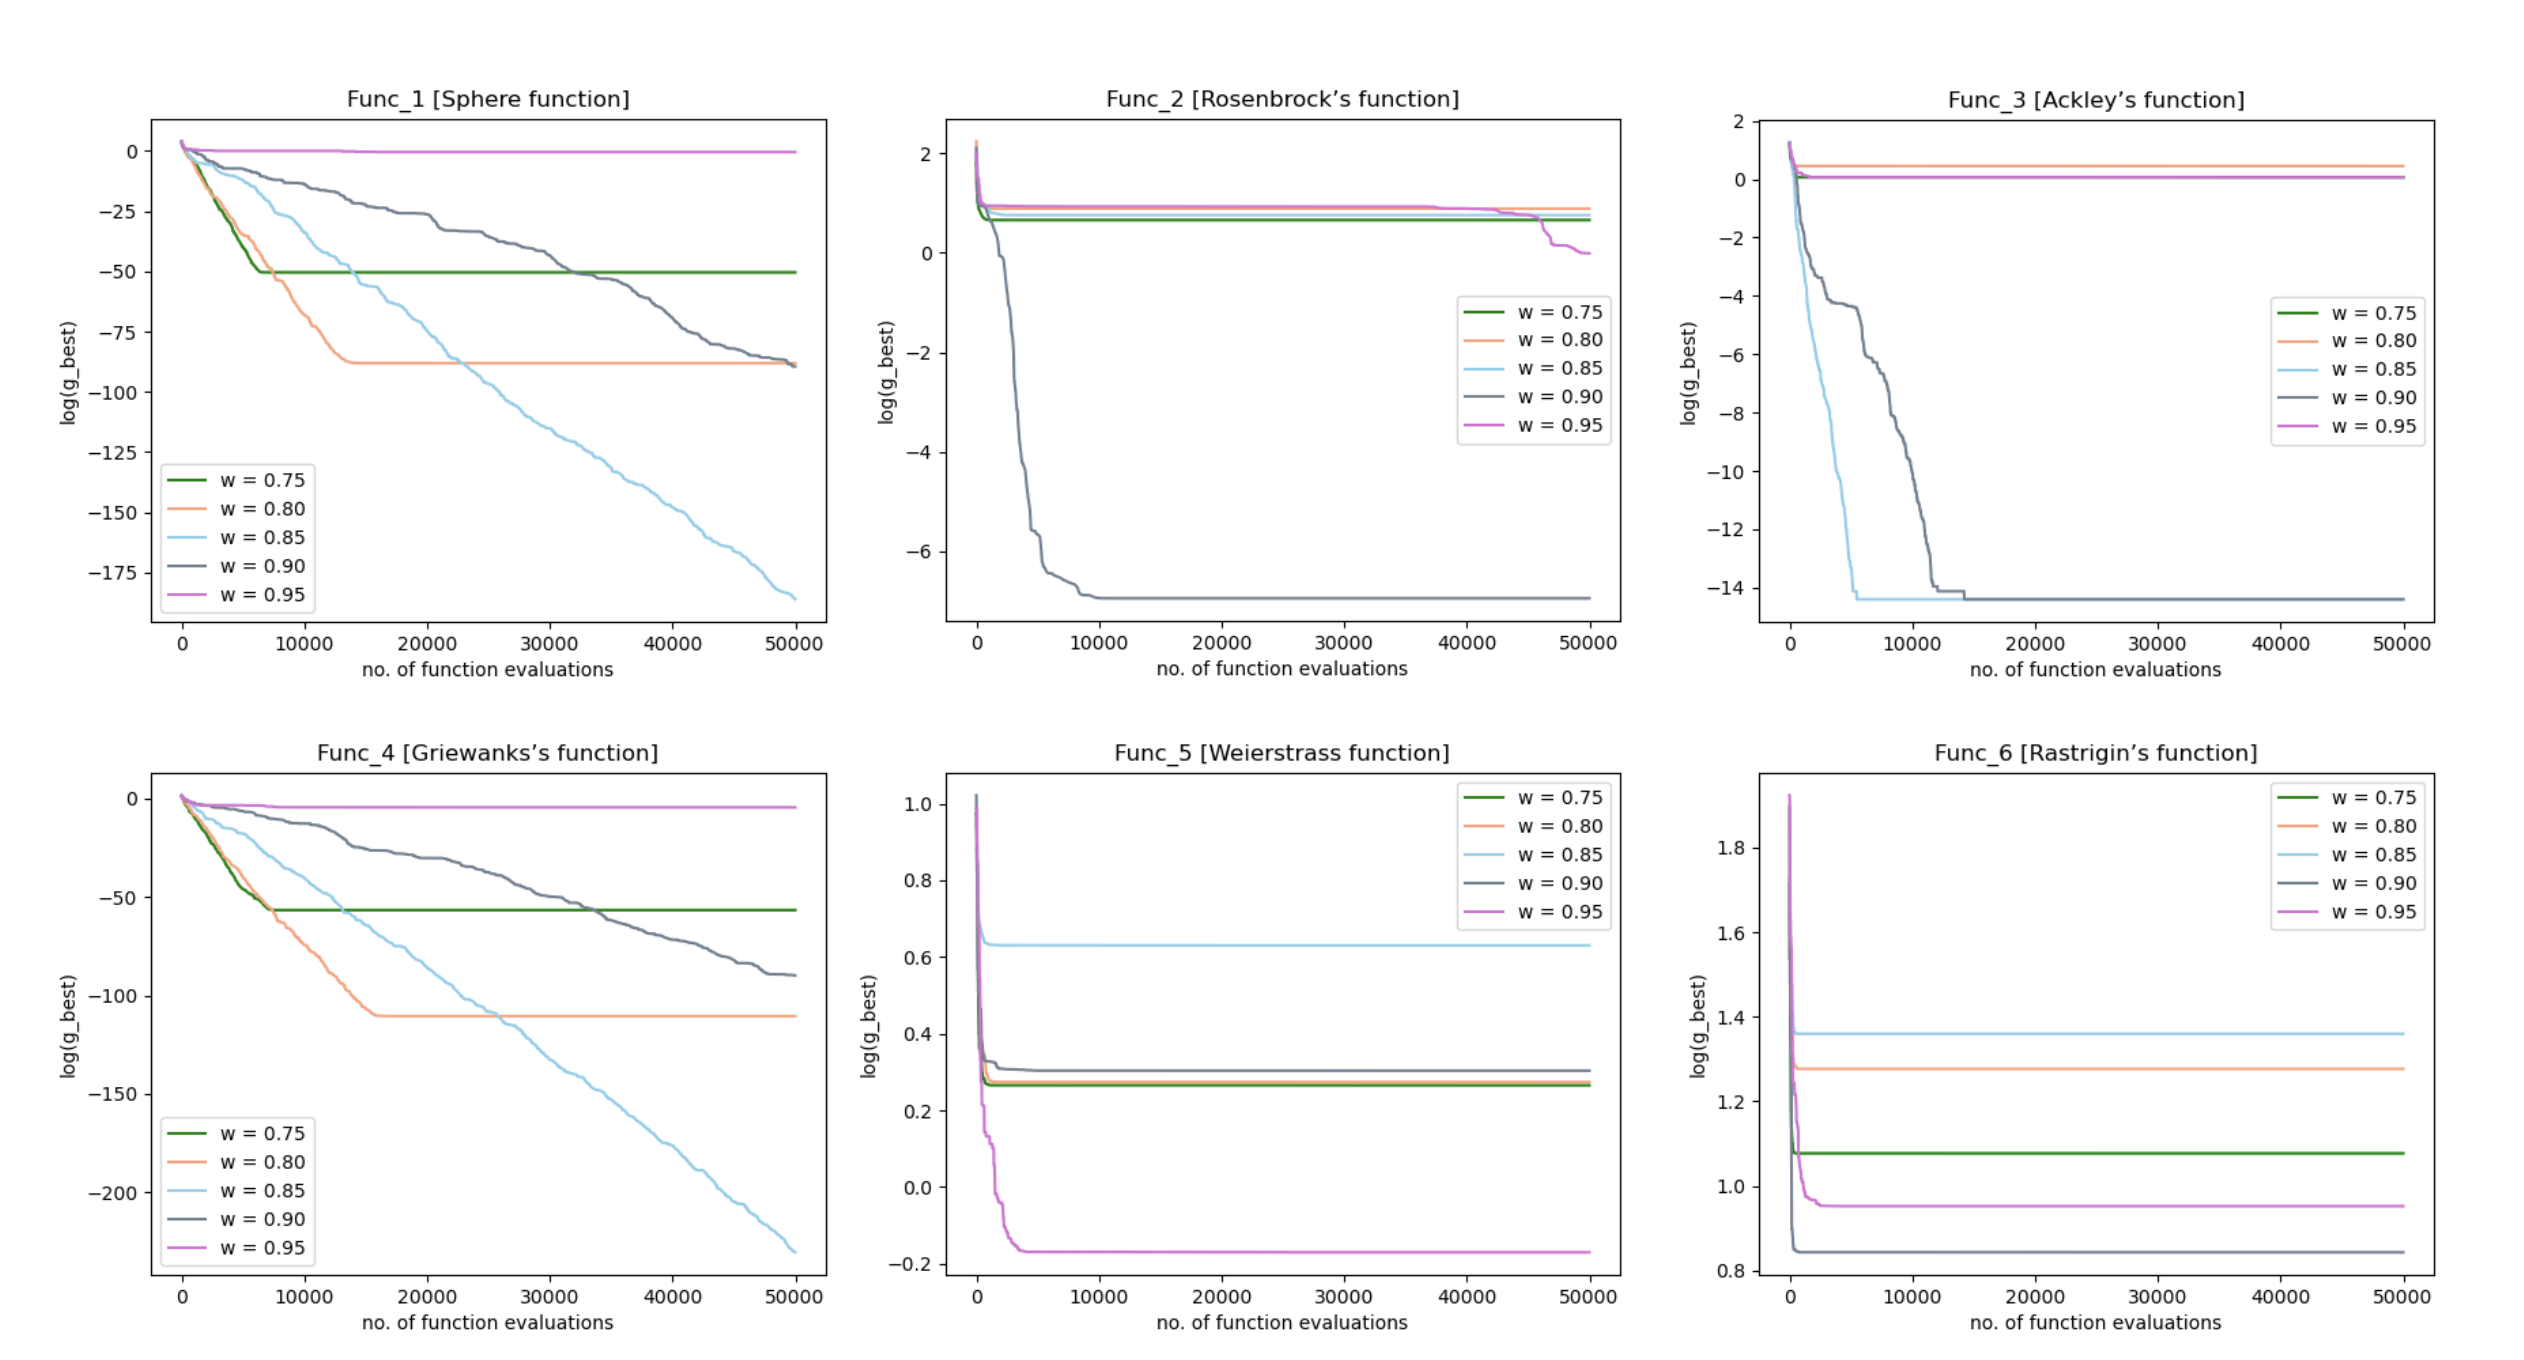 Func_1 [Sphere function]
0
−25
−50
−75
−100
−125
−150
−175
log(g_best)
w = 0.75
w = 0.80
w = 0.85
w = 0.90
w = 0.95
0 10000 20000 30000 40000 50000
no. of function evaluations
Func_2 [Rosenbrock’s function]
2
0
−2
−4
−6
log(g_best)
w = 0.75
w = 0.80
w = 0.85
w = 0.90
w = 0.95
0 10000 20000 30000 40000 50000
no. of function evaluations
Func_3 [Ackley’s function]
2
0
−2
−4
−6
−8
−10
−12
−14
log(g_best)
w = 0.75
w = 0.80
w = 0.85
w = 0.90
w = 0.95
0 10000 20000 30000 40000 50000
no. of function evaluations
Func_4 [Griewanks’s function]
0
−50
−100
−150
−200
log(g_best)
w = 0.75
w = 0.80
w = 0.85
w = 0.90
w = 0.95
0 10000 20000 30000 40000 50000
no. of function evaluations
Func_5 [Weierstrass function]
1.0
0.8
0.6
0.4
0.2
0.0
−0.2
log(g_best)
w = 0.75
w = 0.80
w = 0.85
w = 0.90
w = 0.95
0 10000 20000 30000 40000 50000
no. of function evaluations
Func_6 [Rastrigin’s function]
1.8
1.6
1.4
1.2
1.0
0.8
log(g_best)
w = 0.75
w = 0.80
w = 0.85
w = 0.90
w = 0.95
0 10000 20000 30000 40000 50000
no. of function evaluations